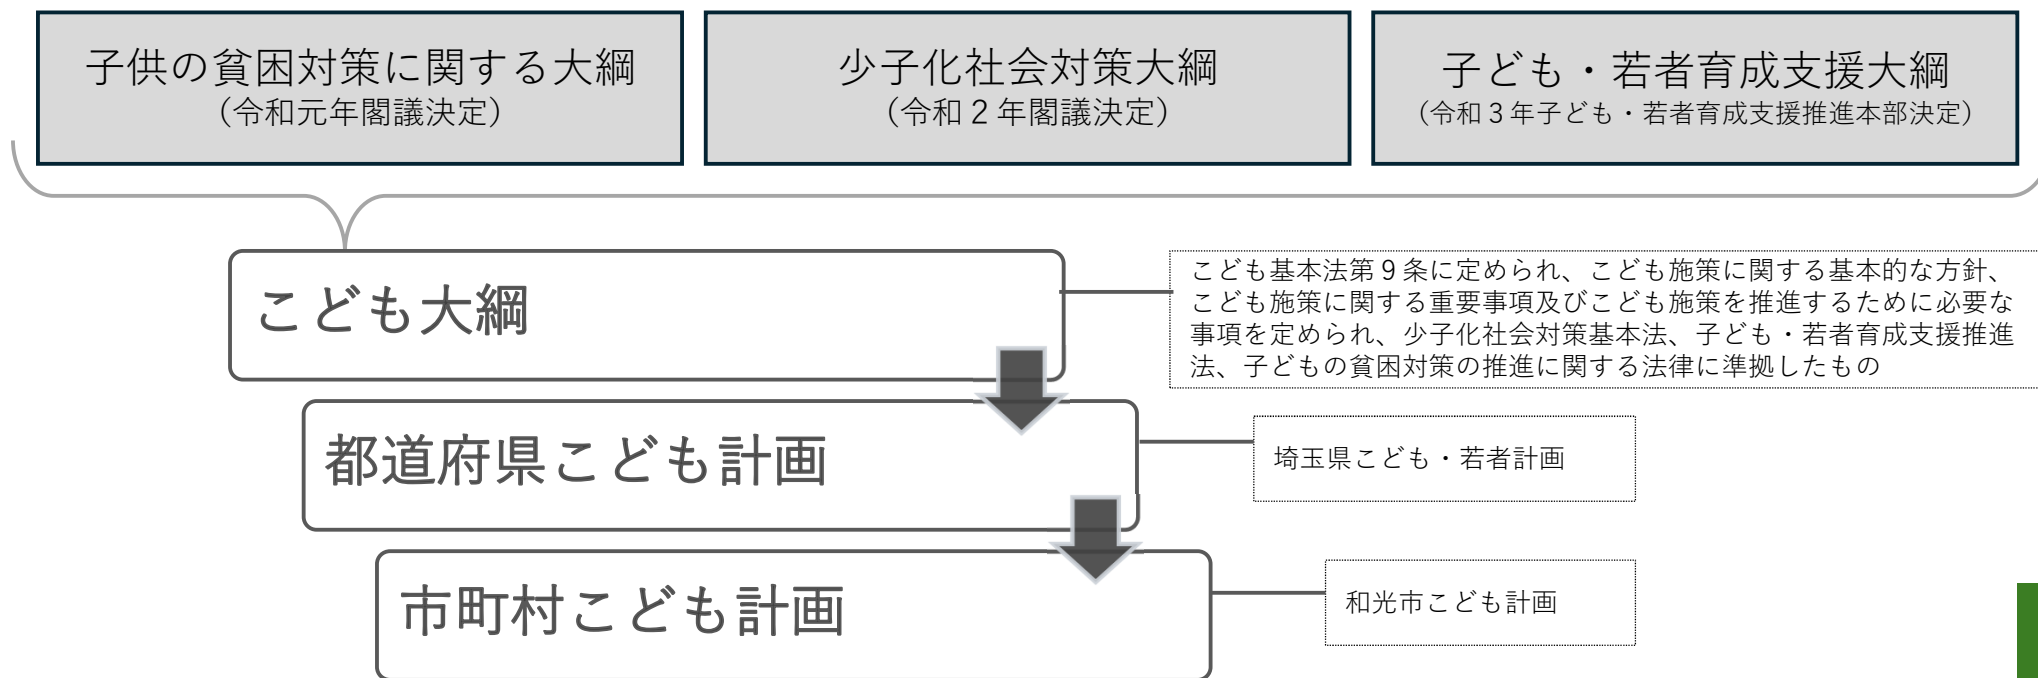 子供の貧困対策に関する大綱
（令和元年閣議決定）
少子化社会対策大綱
（令和２年閣議決定）
子ども・若者育成支援大綱
（令和３年子ども・若者育成支援推進本部決定）
こども大綱
こども基本法第９条に定められ、こども施策に関する基本的な方針、
こども施策に関する重要事項及びこども施策を推進するために必要な
事項を定められ、少子化社会対策基本法、子ども・若者育成支援推進
法、子どもの貧困対策の推進に関する法律に準拠したもの
都道府県こども計画
埼玉県こども・若者計画
市町村こども計画
和光市こども計画